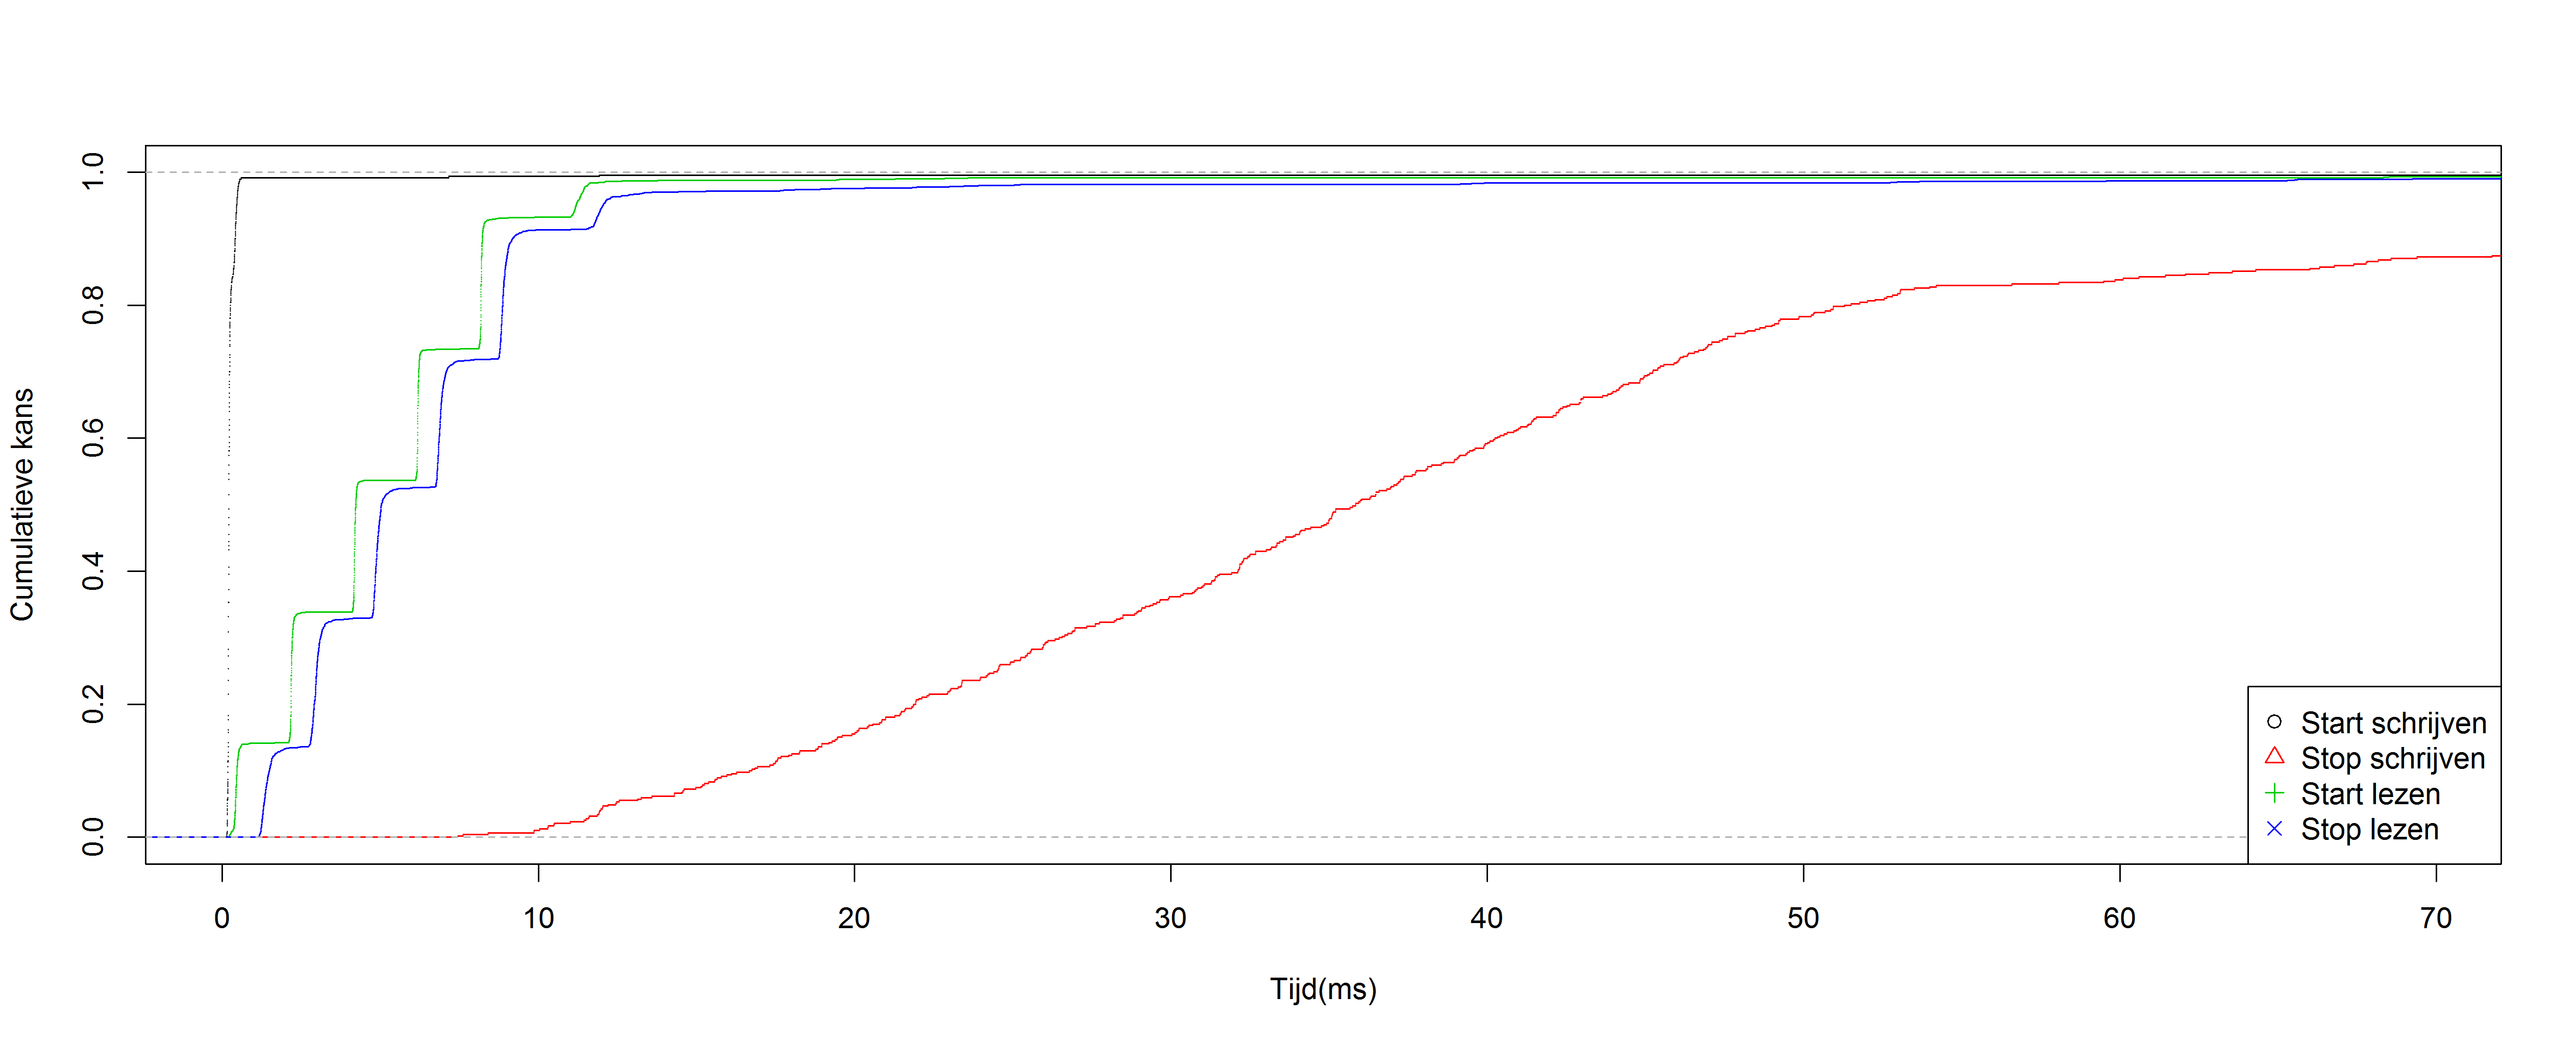 Cumulatieve kans
1.0
0.8
0.6
0.4
0.2
0.0
Start schrijven
Stop schrijven
Start lezen
Stop lezen
0 10 20 30 40 50 60 70
Tijd(ms)